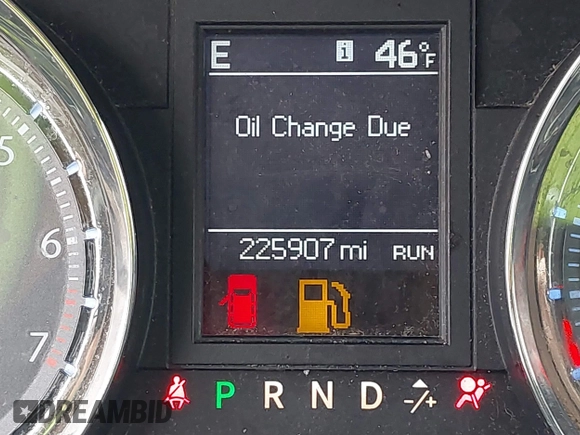 E i 46°F
Oil Change Due
225907 mi RUN
5
6
7
P R N D -/+
DREAMBID